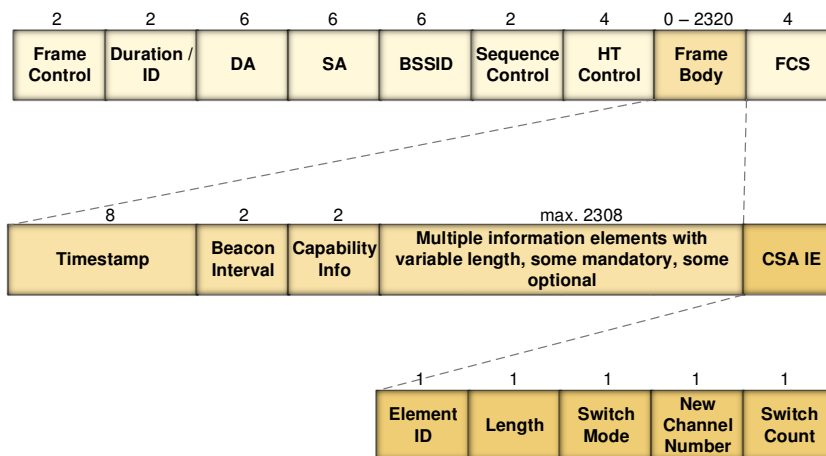 2 2 6 6 6 2 4 0 – 2320 4
Frame Control
Duration / ID
DA
SA
BSSID
Sequence Control
HT Control
Frame Body
FCS
8 2 2 max. 2308
Timestamp
Beacon Interval
Capability Info
Multiple information elements with
variable length, some mandatory, some
optional
CSA IE
1 1 1 1 1
Element ID
Length
Switch Mode
New Channel Number
Switch Count